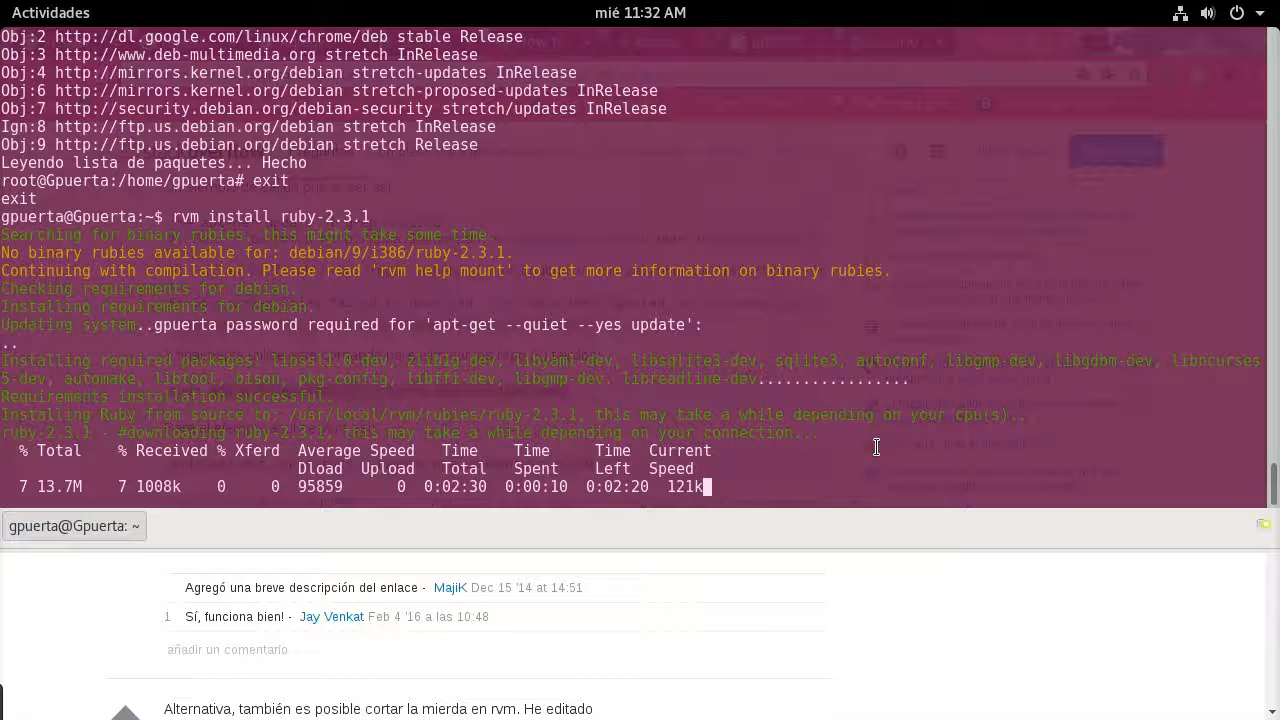 Actividades
mié 11:32 AM
Obj:2 http://dl.google.com/linux/chrome/deb stable Release
Obj:3 http://www.deb-multimedia.org stretch InRelease
Obj:4 http://mirrors.kernel.org/debian stretch-updates InRelease
Obj:6 http://mirrors.kernel.org/debian stretch-proposed-updates InRelease
Obj:7 http://security.debian.org/debian-security stretch/updates InRelease
Ign:8 http://ftp.us.debian.org/debian stretch InRelease
Obj:9 http://ftp.us.debian.org/debian stretch Release
Leyendo lista de paquetes... Hecho
root@Gpuerta:/home/gpuerta# exit
exit
gpuerta@Gpuerta:~$ rvm install ruby-2.3.1
Searching for binary rubies, this might take some time.
No binary rubies available for: debian/9/i386/ruby-2.3.1.
Continuing with compilation. Please read 'rvm help mount' to get more information on binary rubies.
Checking requirements for debian.
Installing requirements for debian.
Updating system..gpuerta password required for 'apt-get --quiet --yes update':
..
Installing required packages: libssl1.0-dev, zlib1g-dev, libyaml-dev, libsqlite3-dev, sqlite3, autoconf, libgmp-dev, libgdbm-dev, libncurses
5-dev, automake, libtool, bison, pkg-config, libffi-dev, libgmp-dev, libreadline-dev.................
Requirements installation successful.
Installing Ruby from source to: /usr/local/rvm/rubies/ruby-2.3.1, this may take a while depending on your cpu(s)...
ruby-2.3.1 - #downloading ruby-2.3.1, this may take a while depending on your connection...
% Total % Received % Xferd Average Speed Time Time Time Current
Dload Upload Total Spent Left Speed
7 13.7M 7 1008k 0 0 95859 0 0:02:30 0:00:10 0:02:20 121k
gpuerta@Gpuerta: ~
Agregó una breve descripción del enlace - MajiK Dec 15 '14 at 14:51
1 Sí, funciona bien! - Jay Venkat Feb 4 '16 a las 10:48
añadir un comentario
Alternativa, también es posible cortar la mierda en rvm. He editado